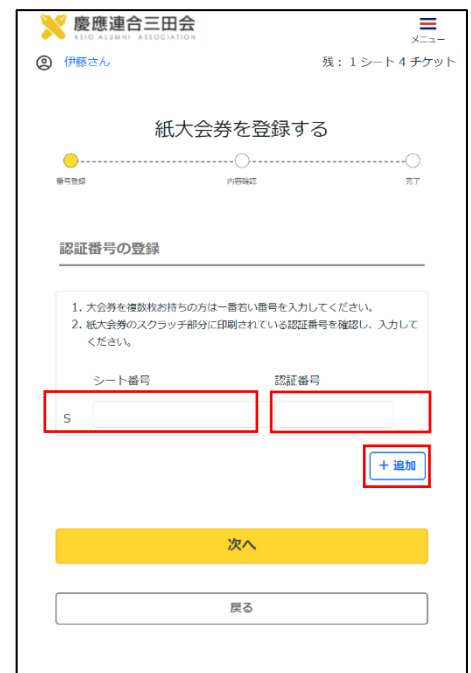 慶應連合三田会
KEIO ALUMNI ASSOCIATION
メニュー
伊藤さん
残：1シート4チケット
紙大会券を登録する
番号登録 内容確認 完了
認証番号の登録
1. 大会券を複数枚お持ちの方は一番若い番号を入力してください。
2. 紙大会券のスクラッチ部分に印刷されている認証番号を確認し、入力して
ください。
シート番号 認証番号
S
+ 追加
次へ
戻る